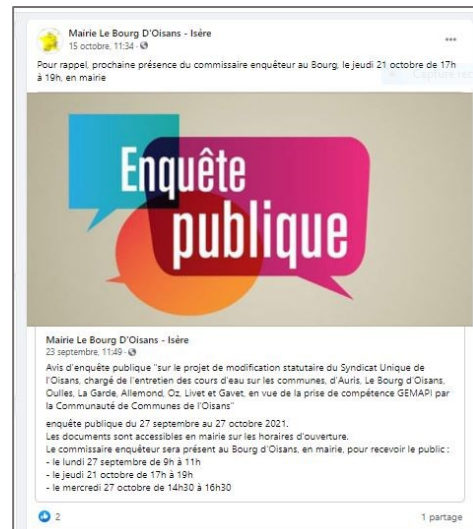 Mairie Le Bourg D'Oisans - Isère
15 octobre, 11:34 ·
Pour rappel, prochaine présence du commissaire enquêteur au Bourg, le jeudi 21 octobre de 17h
à 19h, en mairie
Capture rec
Enquête
publique
Mairie Le Bourg D'Oisans - Isère
23 septembre, 11:49 ·
Avis d'enquête publique "sur le projet de modification statutaire du Syndicat Unique de
l'Oisans, chargé de l'entretien des cours d'eau sur les communes, d'Auris, Le Bourg d'Oisans,
Oulles, La Garde, Allemond, Oz, Livet et Gavet, en vue de la prise de compétence GEMAPI par
la Communauté de Communes de l'Oisans"
enquête publique du 27 septembre au 27 octobre 2021.
Les documents sont accessibles en mairie sur les horaires d'ouverture.
Le commissaire enquêteur sera présent au Bourg d'Oisans, en mairie, pour recevoir le public :
- le lundi 27 septembre de 9h à 11h
- le jeudi 21 octobre de 17h à 19h
- le mercredi 27 octobre de 14h30 à 16h30
2
1 partage